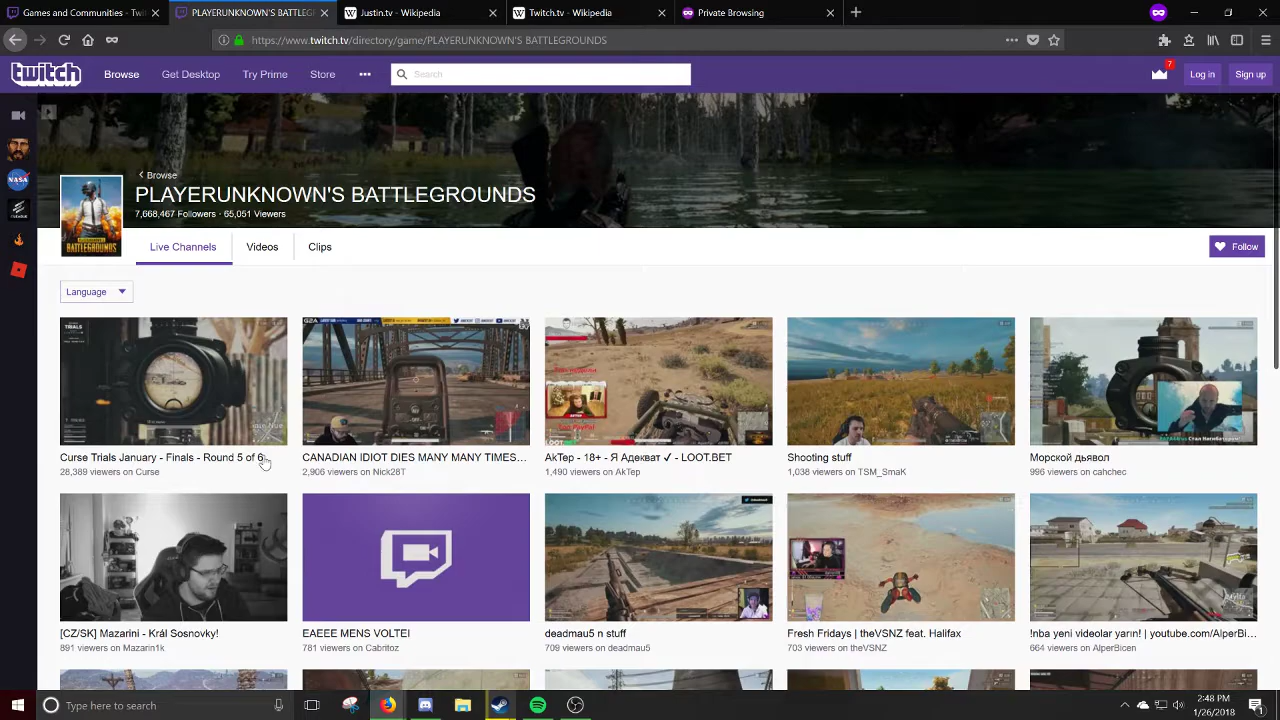 Games and Communities - Tw
PLAYERUNKNOWN'S BATTLEG
Justin.tv - Wikipedia
Twitch.tv - Wikipedia
Private Browsing
https://www.twitch.tv/directory/game/PLAYERUNKNOWN'S BATTLEGROUNDS
twitch
Browse
Get Desktop
Try Prime
Store
Search
7
Log in
Sign up
NASA
Browse
PLAYERUNKNOWN'S BATTLEGROUNDS
7,668,467 Followers · 65,051 Viewers
BATTLEGROUNDS
Live Channels
Videos
Clips
Follow
Language
Curse Trials January - Finals - Round 5 of 6
28,389 viewers on Curse
CANADIAN IDIOT DIES MANY MANY TIMES...
2,906 viewers on Nick28T
AkTep - 18+ - Я Адекват ✓ - LOOT.BET
1,490 viewers on AkTep
Shooting stuff
1,038 viewers on TSM_SmaK
Морской дьявол
996 viewers on cahchec
[CZ/SK] Mazarini - Král Sosnovky!
891 viewers on Mazarin1k
EAEEE MENS VOLTEI
781 viewers on Cabritoz
deadmau5 n stuff
709 viewers on deadmau5
Fresh Fridays | theVSNZ feat. Halifax
703 viewers on theVSNZ
!nba yeni videolar yarın! | youtube.com/AlperBi...
664 viewers on AlperBicen
Type here to search
2:48 PM
1/26/2018